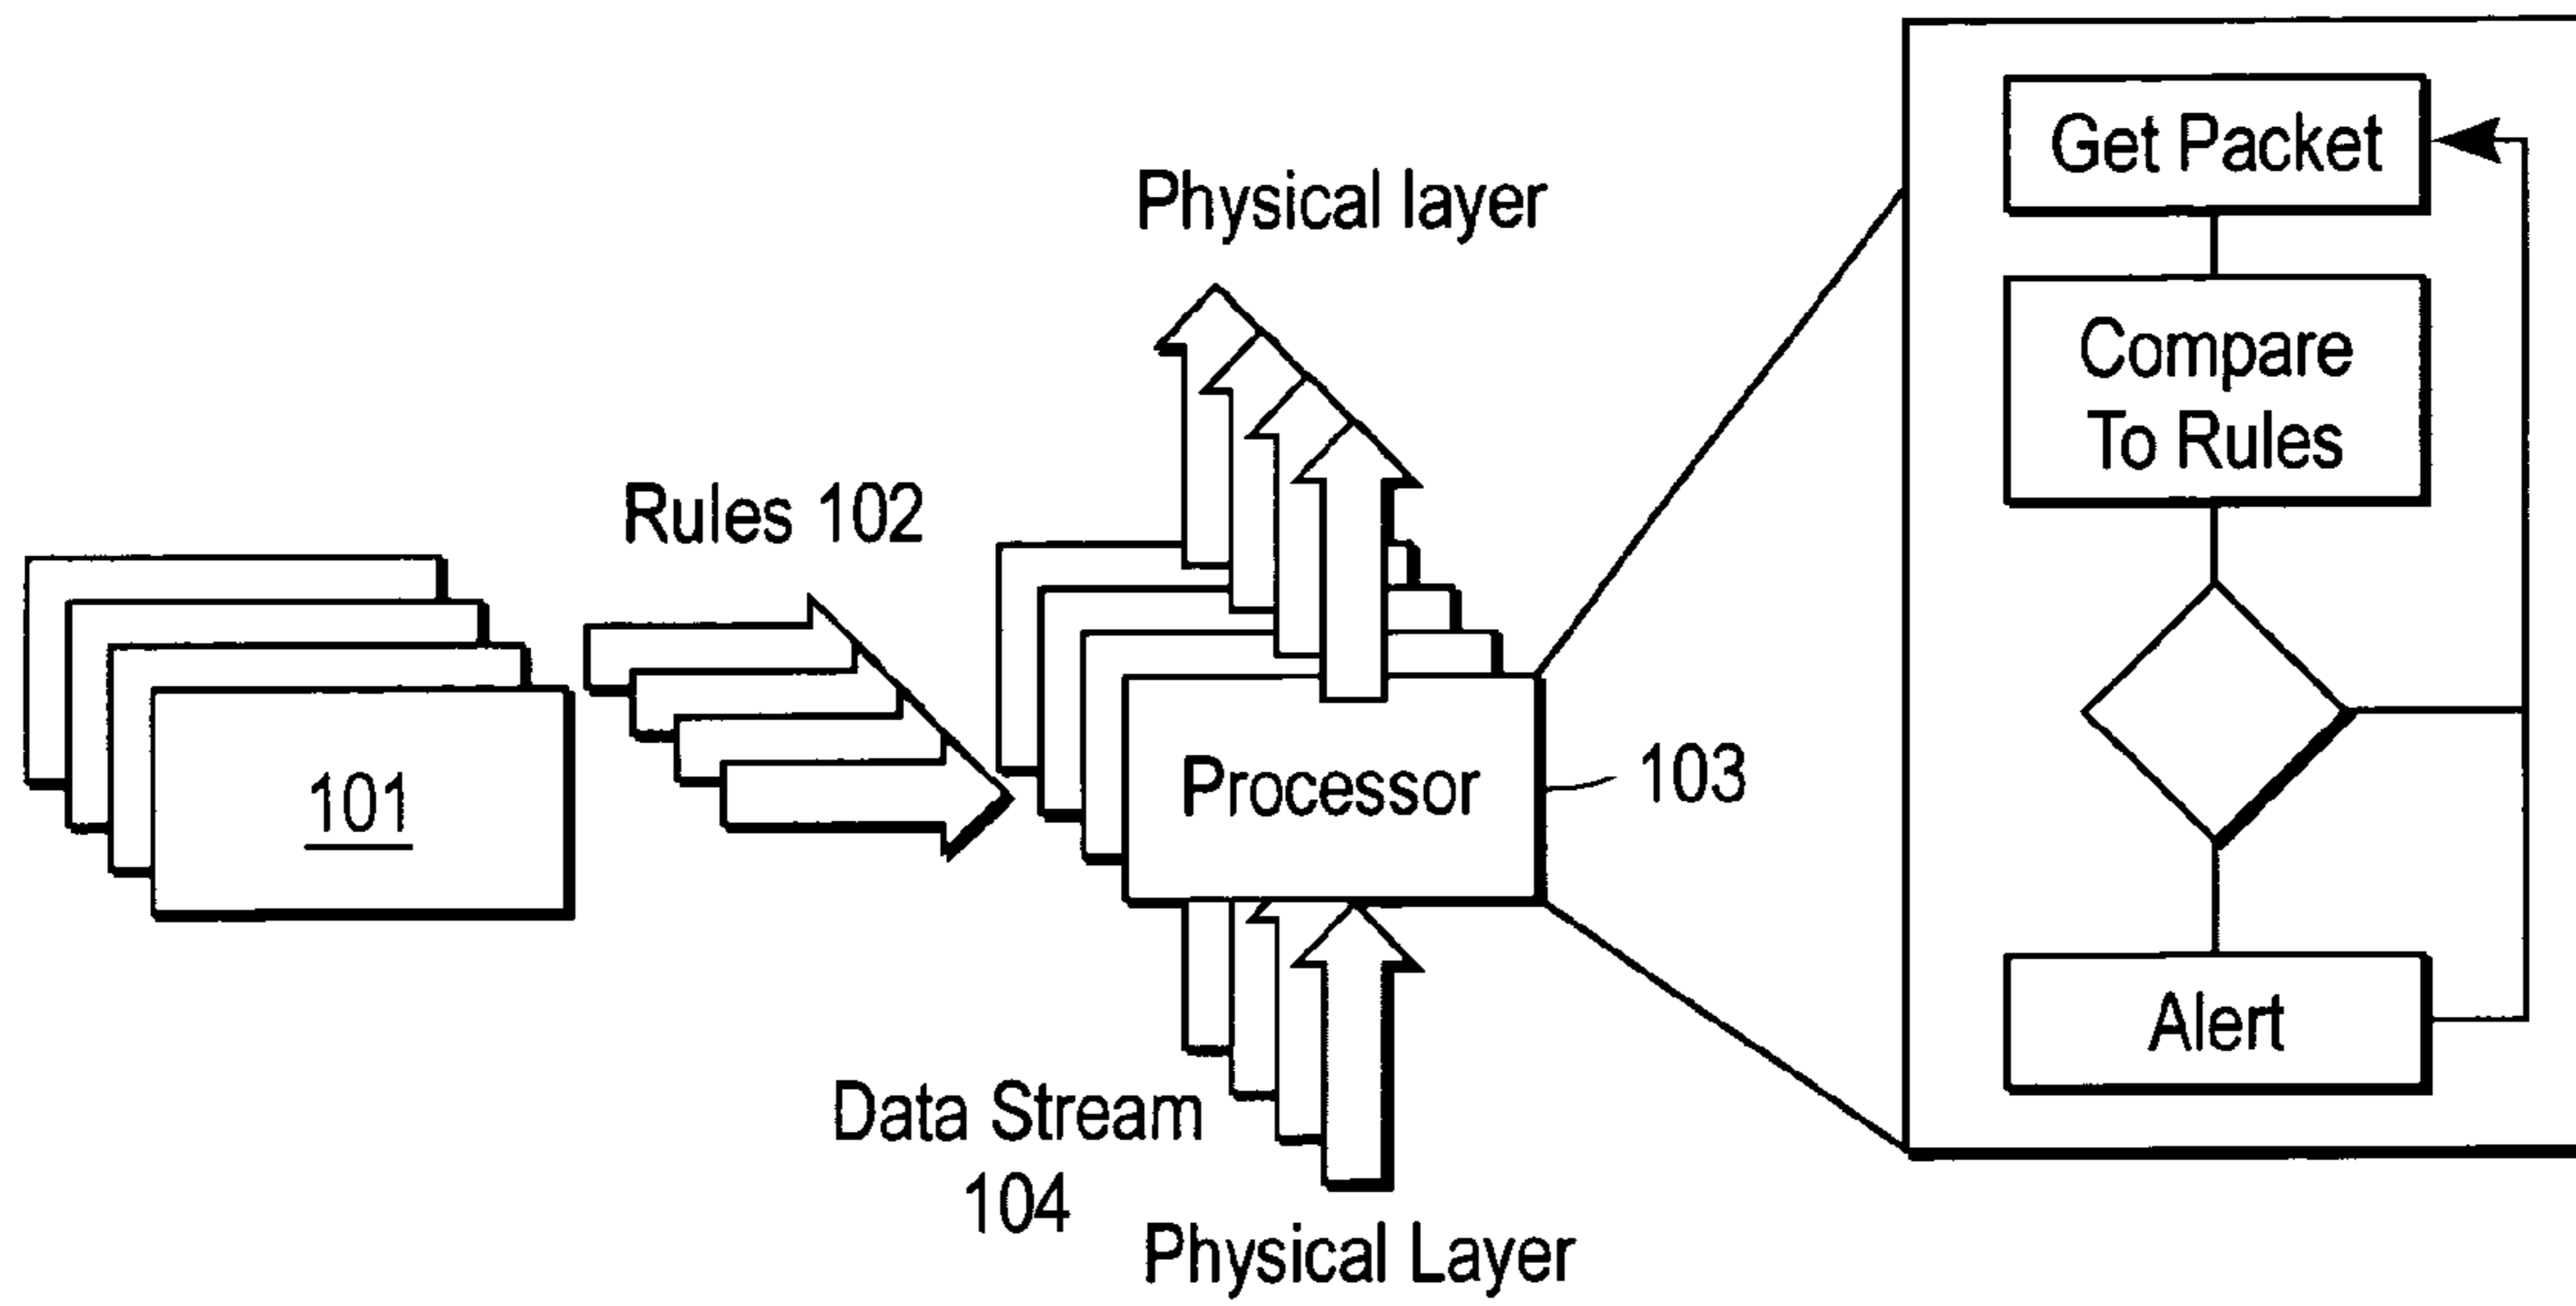 Physical layer
Rules 102
101
Processor
103
Data Stream
104
Physical Layer
Get Packet
Compare
To Rules
Alert